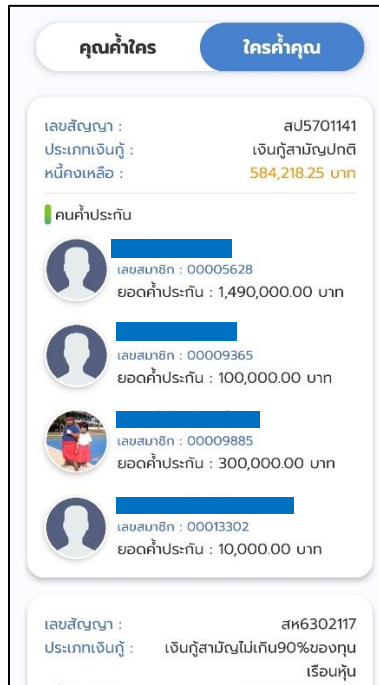 คุณค้ำใคร
ใครค้ำคุณ
เลขสัญญา : สป5701141
ประเภทเงินกู้ : เงินกู้สามัญปกติ
หนี้คงเหลือ : 584,218.25 บาท
คนค้ำประกัน
เลขสมาชิก : 00005628
ยอดค้ำประกัน : 1,490,000.00 บาท
เลขสมาชิก : 00009365
ยอดค้ำประกัน : 100,000.00 บาท
เลขสมาชิก : 00009885
ยอดค้ำประกัน : 300,000.00 บาท
เลขสมาชิก : 00013302
ยอดค้ำประกัน : 10,000.00 บาท
เลขสัญญา : สห6302117
ประเภทเงินกู้ : เงินกู้สามัญไม่เกิน90%ของทุน
เรือนหุ้น